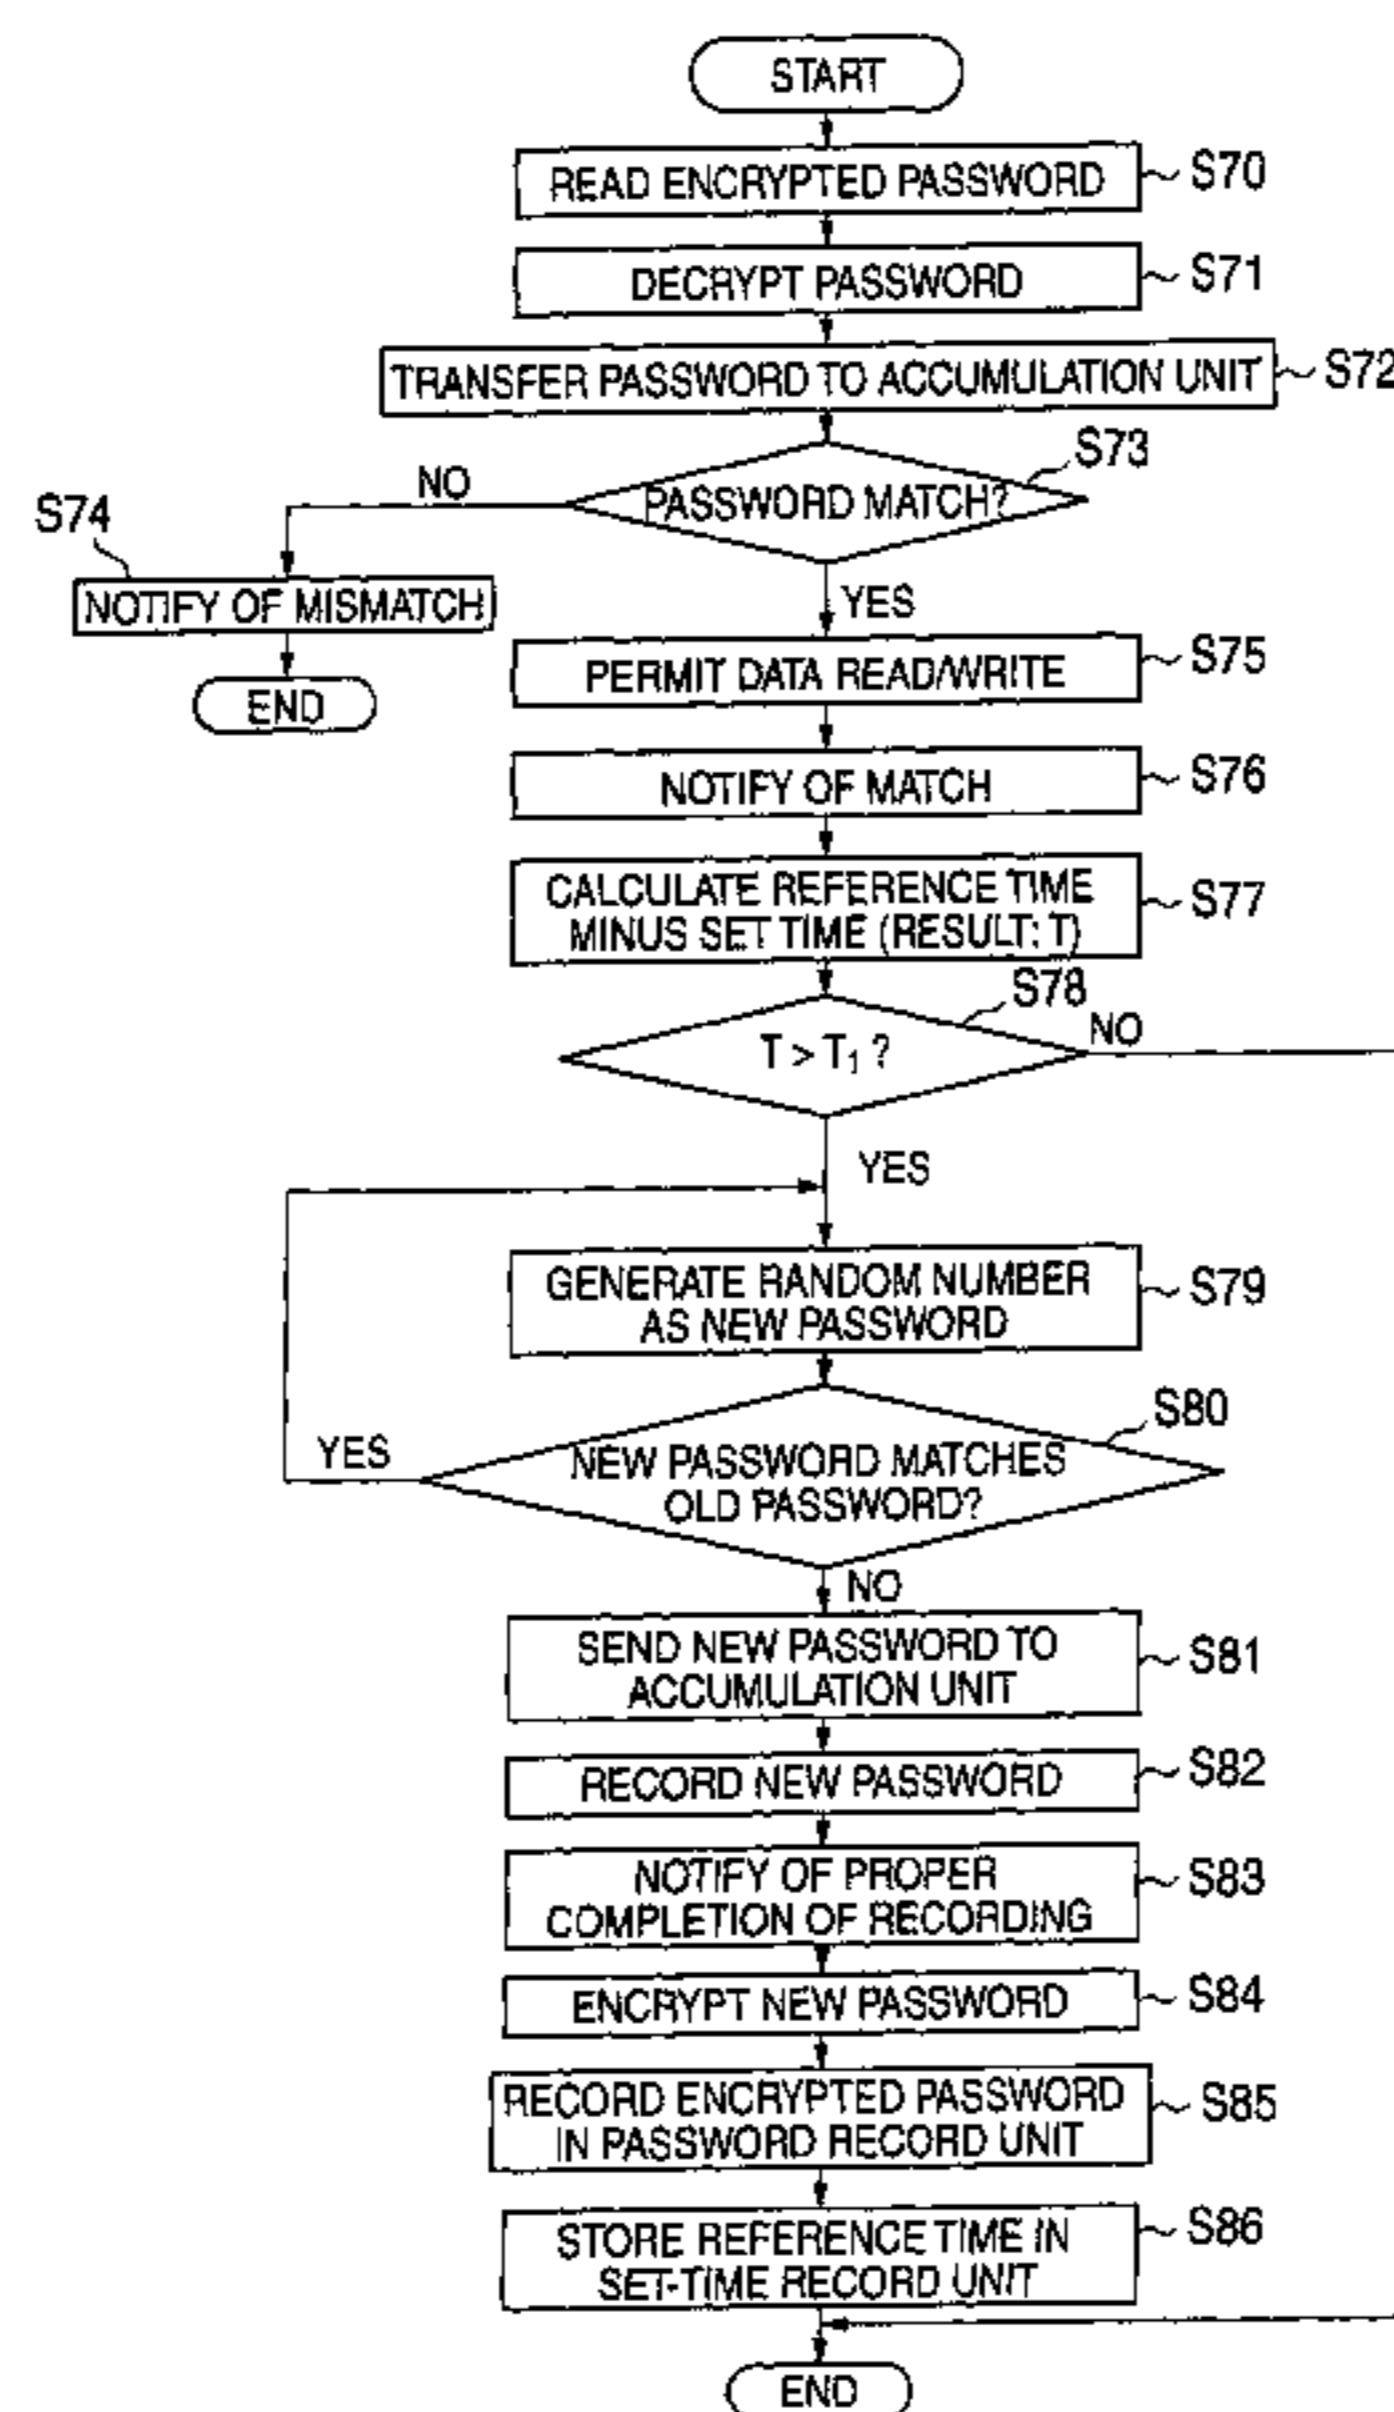 START
READ ENCRYPTED PASSWORD
S70
DECRYPT PASSWORD
S71
TRANSFER PASSWORD TO ACCUMULATION UNIT
S72
PASSWORD MATCH?
S73
NO
S74
NOTIFY OF MISMATCH
END
YES
PERMIT DATA READ/WRITE
S75
NOTIFY OF MATCH
S76
CALCULATE REFERENCE TIME
MINUS SET TIME (RESULT: T)
S77
T > T₁ ?
S78
NO
YES
GENERATE RANDOM NUMBER
AS NEW PASSWORD
S79
NEW PASSWORD MATCHES
OLD PASSWORD?
S80
YES
NO
SEND NEW PASSWORD TO
ACCUMULATION UNIT
S81
RECORD NEW PASSWORD
S82
NOTIFY OF PROPER
COMPLETION OF RECORDING
S83
ENCRYPT NEW PASSWORD
S84
RECORD ENCRYPTED PASSWORD
IN PASSWORD RECORD UNIT
S85
STORE REFERENCE TIME IN
SET-TIME RECORD UNIT
S86
END